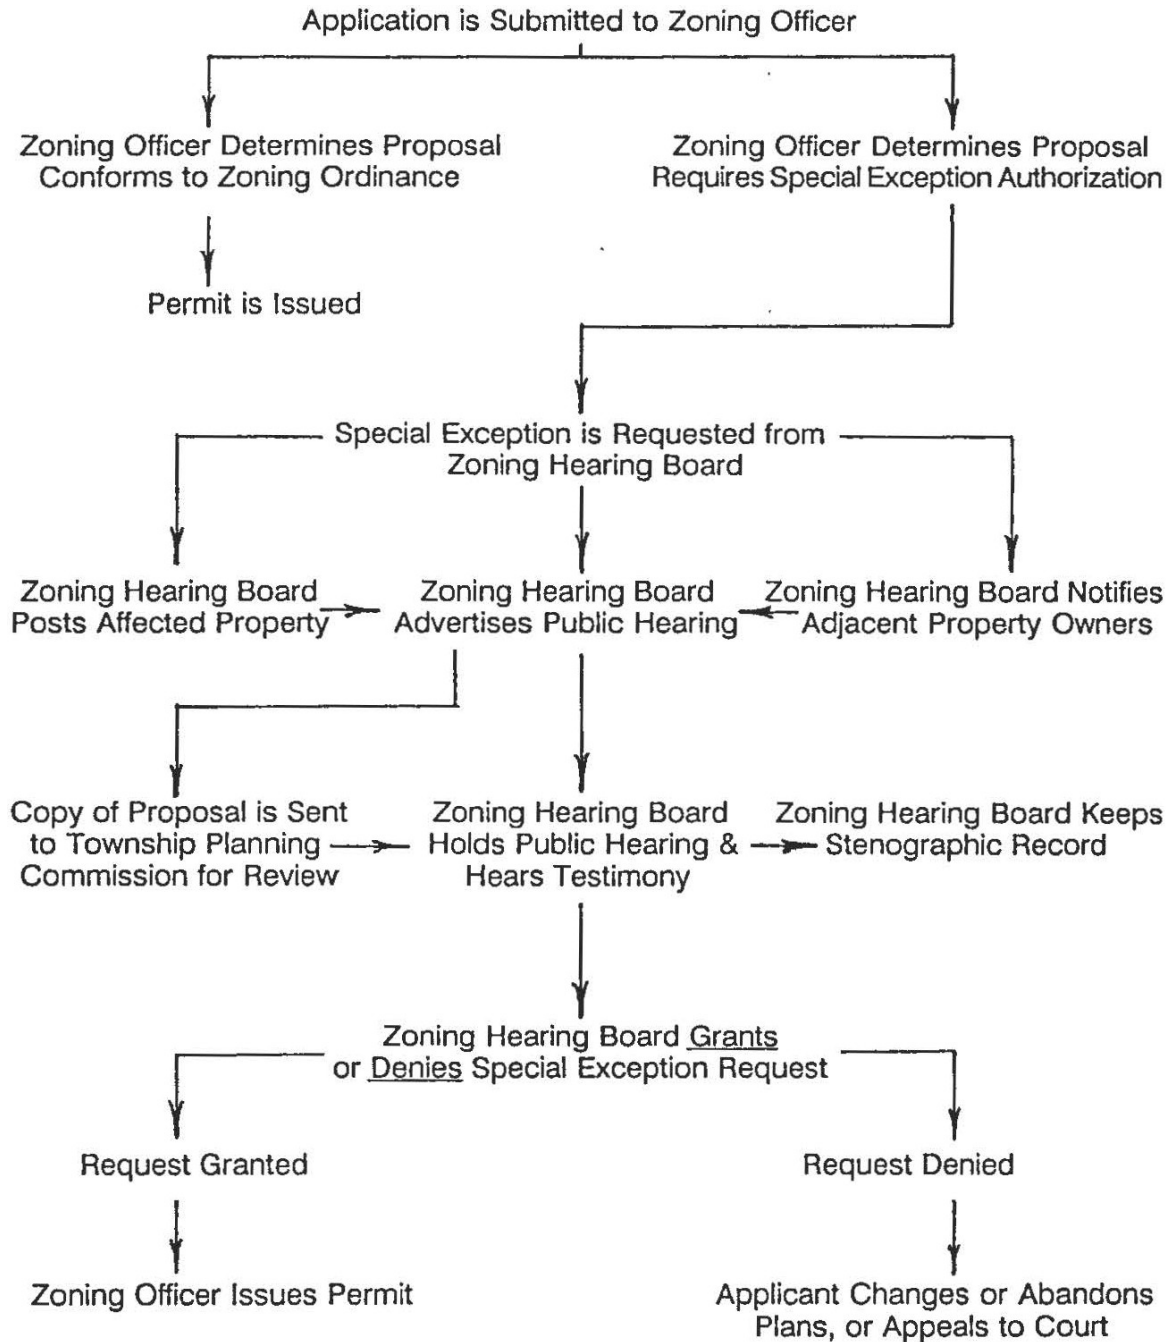 Application is Submitted to Zoning Officer
Zoning Officer Determines Proposal
Conforms to Zoning Ordinance
Zoning Officer Determines Proposal
Requires Special Exception Authorization
Permit is Issued
Special Exception is Requested from
Zoning Hearing Board
Zoning Hearing Board
Posts Affected Property
Zoning Hearing Board
Advertises Public Hearing
Zoning Hearing Board Notifies
Adjacent Property Owners
Copy of Proposal is Sent
to Township Planning
Commission for Review
Zoning Hearing Board
Holds Public Hearing &
Hears Testimony
Zoning Hearing Board Keeps
Stenographic Record
Zoning Hearing Board Grants
or Denies Special Exception Request
Request Granted
Request Denied
Zoning Officer Issues Permit
Applicant Changes or Abandons
Plans, or Appeals to Court